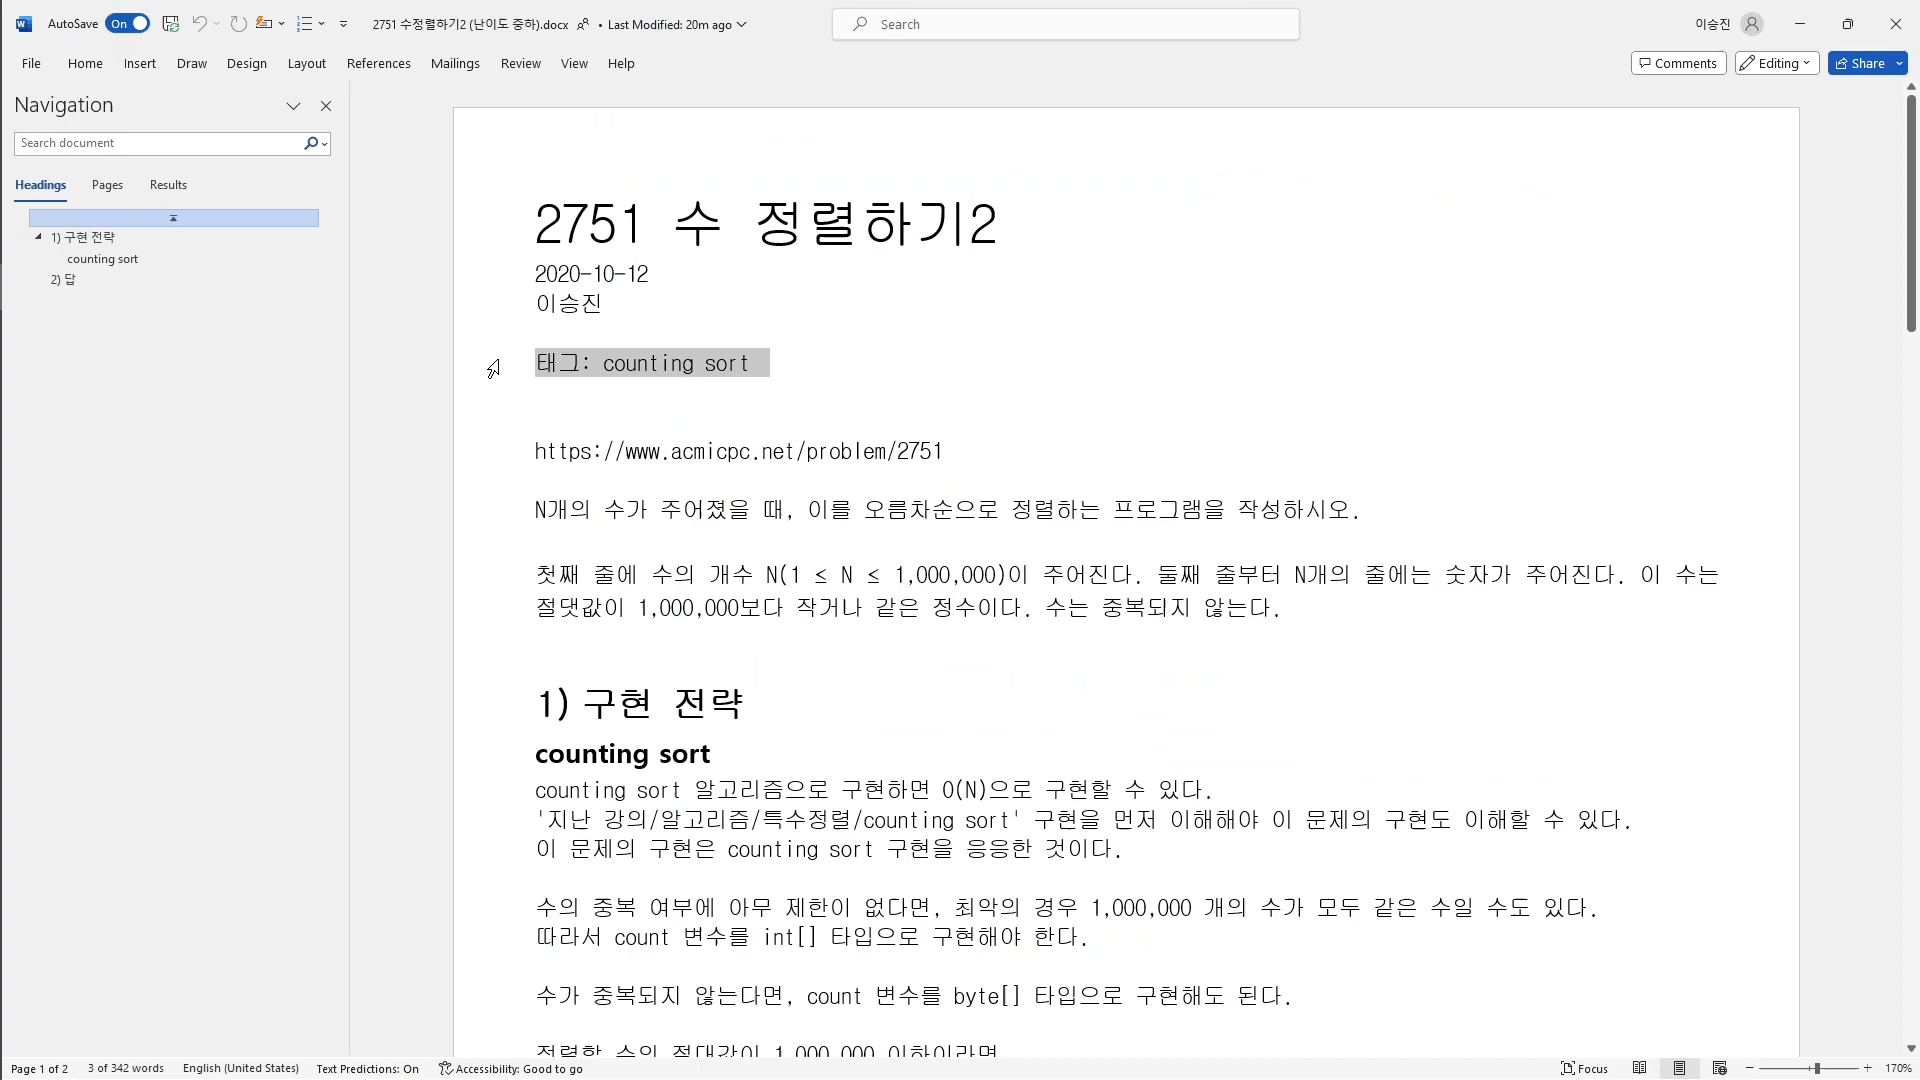 AutoSave On 2751 수정렬하기2 (난이도 중하).docx • Last Modified: 20m ago Search 이승진
File Home Insert Draw Design Layout References Mailings Review View Help Comments Editing Share
Navigation
Search document
Headings Pages Results
1) 구현 전략
counting sort
2) 답
2751 수 정렬하기2
2020-10-12
이승진
태그: counting sort
https://www.acmicpc.net/problem/2751
N개의 수가 주어졌을 때, 이를 오름차순으로 정렬하는 프로그램을 작성하시오.
첫째 줄에 수의 개수 N(1 ≤ N ≤ 1,000,000)이 주어진다. 둘째 줄부터 N개의 줄에는 숫자가 주어진다. 이 수는
절댓값이 1,000,000보다 작거나 같은 정수이다. 수는 중복되지 않는다.
1) 구현 전략
counting sort
counting sort 알고리즘으로 구현하면 O(N)으로 구현할 수 있다.
'지난 강의/알고리즘/특수정렬/counting sort' 구현을 먼저 이해해야 이 문제의 구현도 이해할 수 있다.
이 문제의 구현은 counting sort 구현을 응응한 것이다.
수의 중복 여부에 아무 제한이 없다면, 최악의 경우 1,000,000 개의 수가 모두 같은 수일 수도 있다.
따라서 count 변수를 int[] 타입으로 구현해야 한다.
수가 중복되지 않는다면, count 변수를 byte[] 타입으로 구현해도 된다.
정렬할 수의 절대값이 1,000,000 이하이라면
Page 1 of 2 3 of 342 words English (United States) Text Predictions: On Accessibility: Good to go Focus 170%